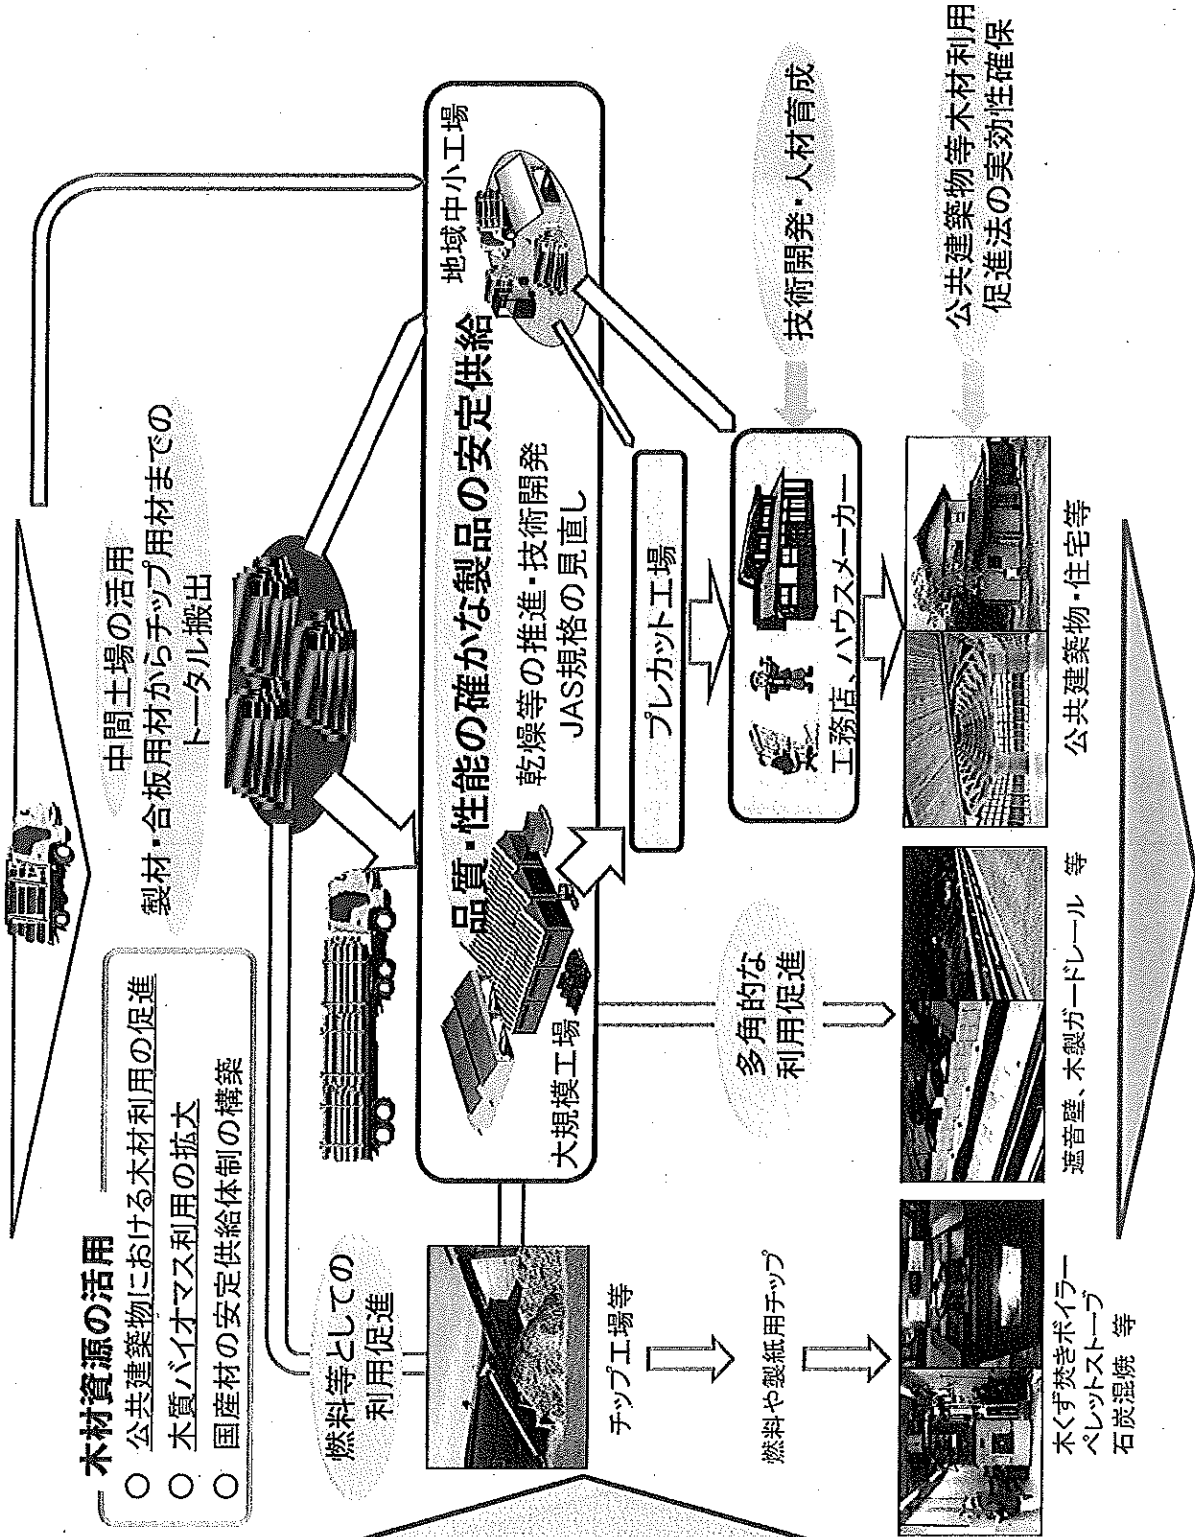 木材資源の活用
○ 公共建築物における木材利用の促進
○ 木質バイオマス利用の拡大
○ 国産材の安定供給体制の構築
中間土場の活用
製材・合板用材からチップ用材までの
トータル搬出
燃料等としての
利用促進
大規模工場
品質・性能の確かな製品の安定供給
乾燥等の推進・技術開発
JAS規格の見直し
地域中小工場
チップ工場等
プレカット工場
多角的な
利用促進
燃料や製紙用チップ
工務店、ハウスメーカー
技術開発・人材育成
公共建築物等木材利用
促進法の実効性確保
木くず焚きボイラー
ペレットストーブ
石炭混焼 等
遮音壁、木製ガードレール 等
公共建築物・住宅等